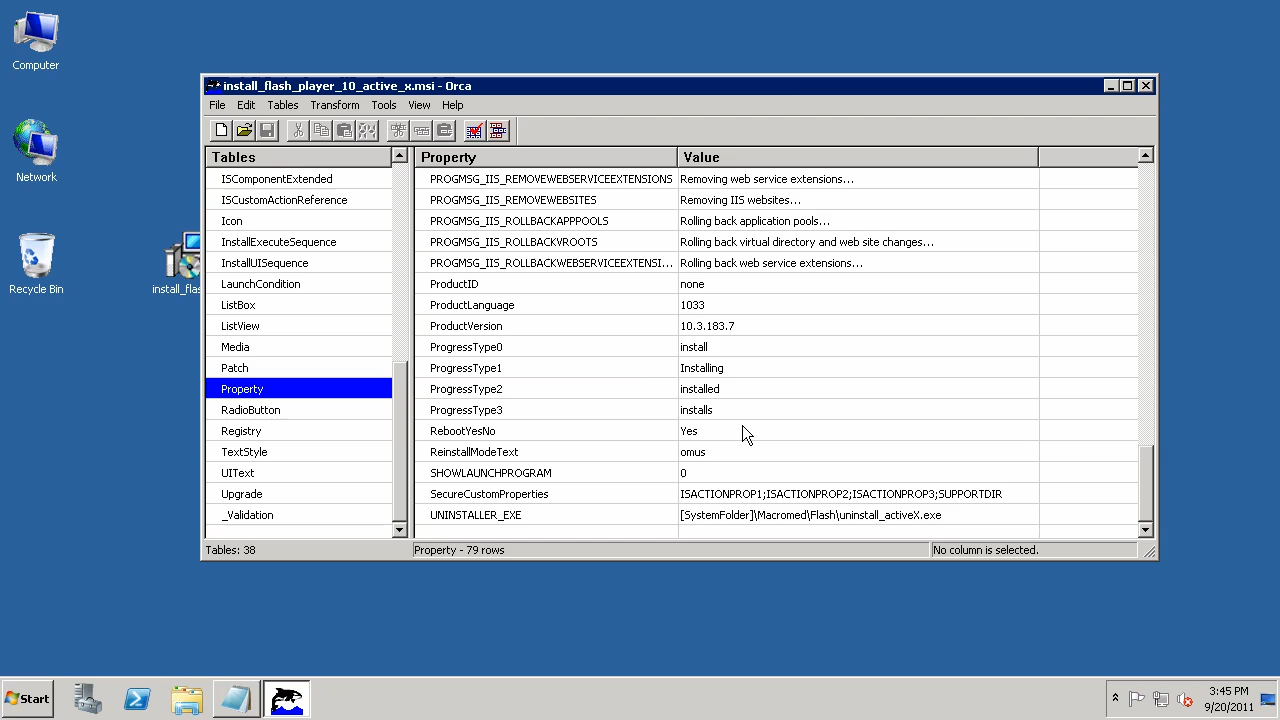 Computer
Network
Recycle Bin
install_flas
install_flash_player_10_active_x.msi - Orca
File Edit Tables Transform Tools View Help
Tables Property Value
ISComponentExtended PROGMSG_IIS_REMOVEWEBSERVICEEXTENSIONS Removing web service extensions...
ISCustomActionReference PROGMSG_IIS_REMOVEWEBSITES Removing IIS websites...
Icon PROGMSG_IIS_ROLLBACKAPPPOOLS Rolling back application pools...
InstallExecuteSequence PROGMSG_IIS_ROLLBACKVROOTS Rolling back virtual directory and web site changes...
InstallUISequence PROGMSG_IIS_ROLLBACKWEBSERVICEEXTENSI... Rolling back web service extensions...
LaunchCondition ProductID none
ListBox ProductLanguage 1033
ListView ProductVersion 10.3.183.7
Media ProgressType0 install
Patch ProgressType1 Installing
Property ProgressType2 installed
RadioButton ProgressType3 installs
Registry RebootYesNo Yes
TextStyle ReinstallModeText omus
UIText SHOWLAUNCHPROGRAM 0
Upgrade SecureCustomProperties ISACTIONPROP1;ISACTIONPROP2;ISACTIONPROP3;SUPPORTDIR
_Validation UNINSTALLER_EXE [SystemFolder]\Macromed\Flash\uninstall_activeX.exe
Tables: 38 Property - 79 rows No column is selected.
Start 3:45 PM
9/20/2011